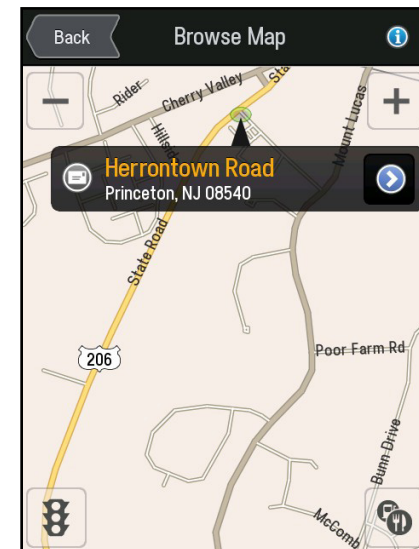 Back
Browse Map
Rider
Cherry Valley
Sta
Hillside
Mount Lucas
Herrontown Road
Princeton, NJ 08540
State Road
206
Poor Farm Rd
Bunn Drive
McComb